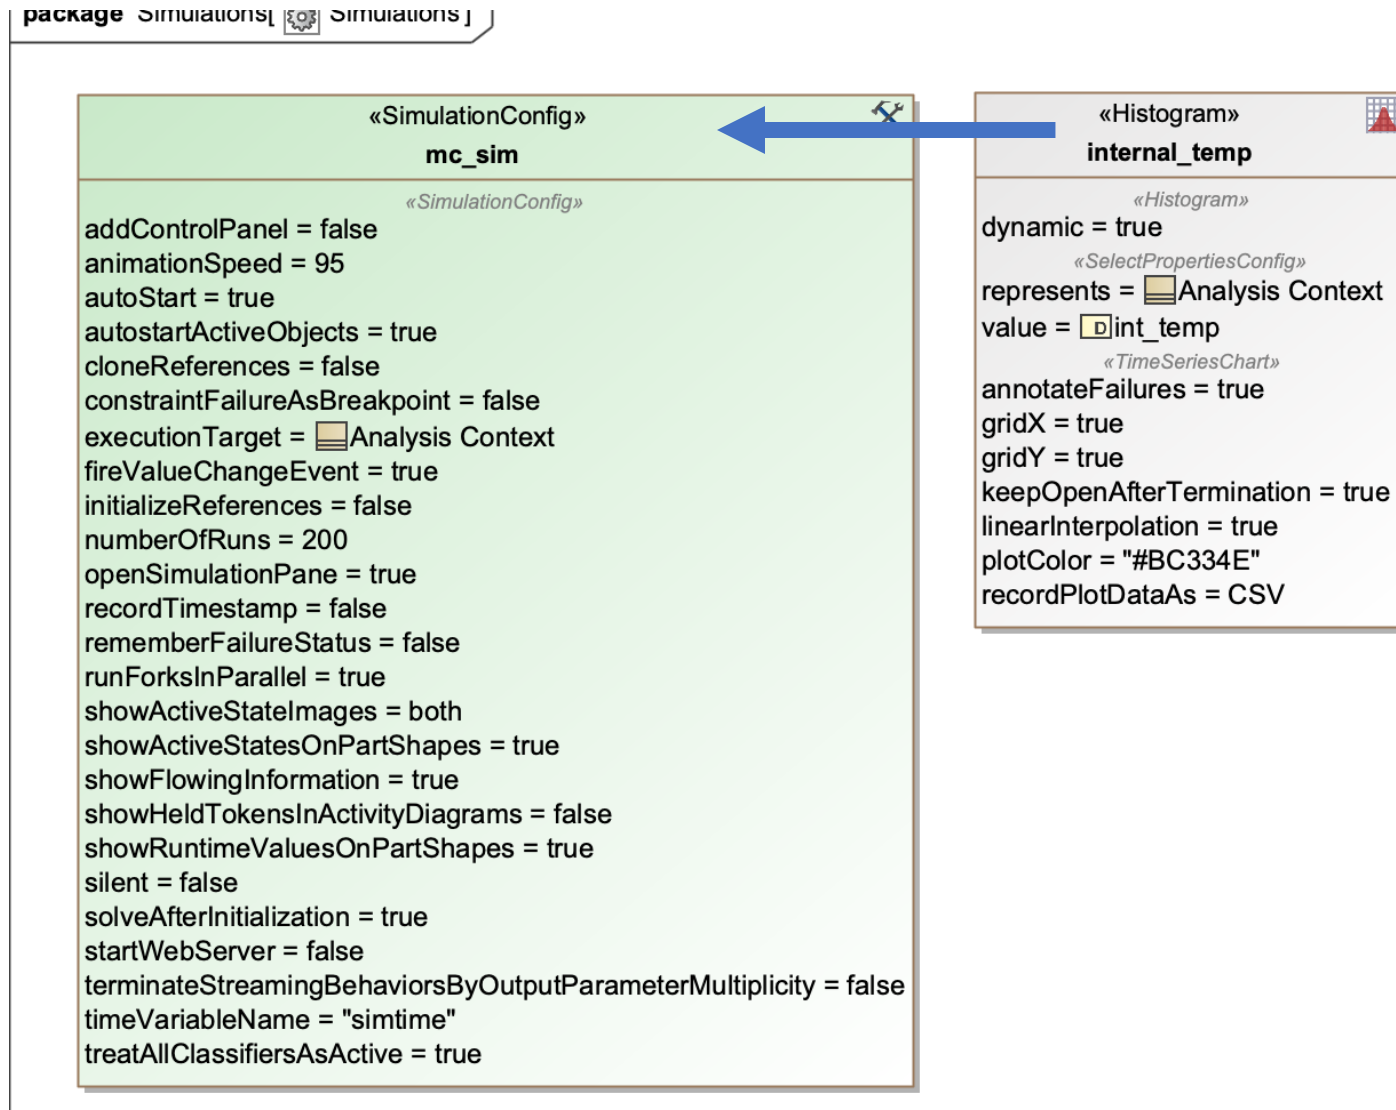 package Simulations[ Simulations ]
«SimulationConfig»
mc_sim
«SimulationConfig»
addControlPanel = false
animationSpeed = 95
autoStart = true
autostartActiveObjects = true
cloneReferences = false
constraintFailureAsBreakpoint = false
executionTarget = Analysis Context
fireValueChangeEvent = true
initializeReferences = false
numberOfRuns = 200
openSimulationPane = true
recordTimestamp = false
rememberFailureStatus = false
runForksInParallel = true
showActiveStateImages = both
showActiveStatesOnPartShapes = true
showFlowingInformation = true
showHeldTokensInActivityDiagrams = false
showRuntimeValuesOnPartShapes = true
silent = false
solveAfterInitialization = true
startWebServer = false
terminateStreamingBehaviorsByOutputParameterMultiplicity = false
timeVariableName = "simtime"
treatAllClassifiersAsActive = true
«Histogram»
internal_temp
«Histogram»
dynamic = true
«SelectPropertiesConfig»
represents = Analysis Context
value = D int_temp
«TimeSeriesChart»
annotateFailures = true
gridX = true
gridY = true
keepOpenAfterTermination = true
linearInterpolation = true
plotColor = "#BC334E"
recordPlotDataAs = CSV